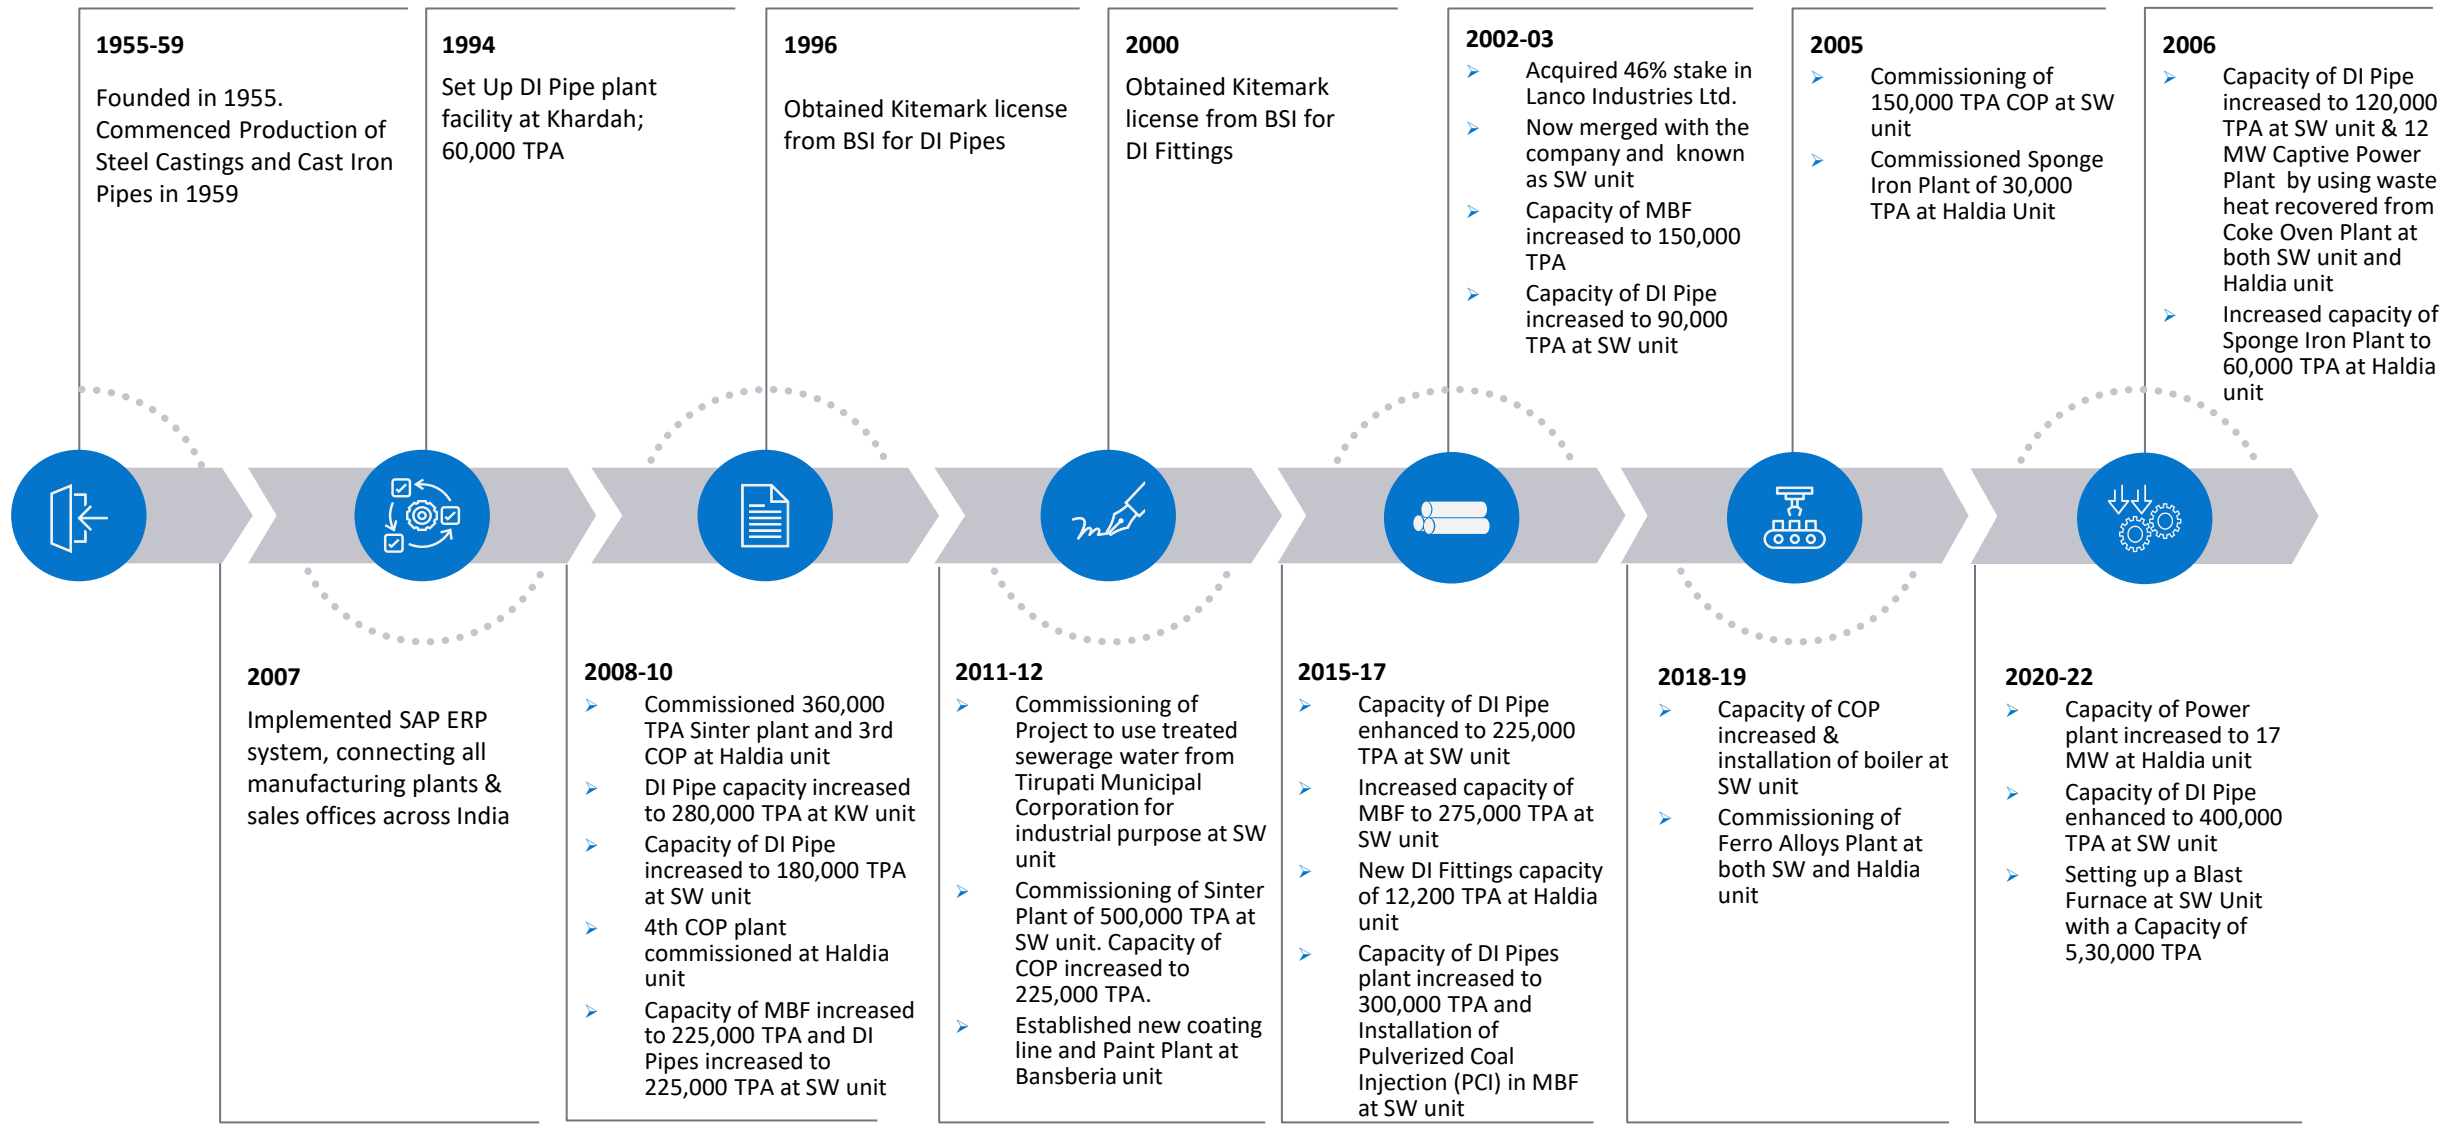 1955-59
Founded in 1955.
Commenced Production of
Steel Castings and Cast Iron
Pipes in 1959
1994
Set Up DI Pipe plant
facility at Khardah;
60,000 TPA
1996
Obtained Kitemark license
from BSI for DI Pipes
2000
Obtained Kitemark
license from BSI for
DI Fittings
2002-03
Acquired 46% stake in
Lanco Industries Ltd.
Now merged with the
company and known
as SW unit
Capacity of MBF
increased to 150,000
TPA
Capacity of DI Pipe
increased to 90,000
TPA at SW unit
2005
Commissioning of
150,000 TPA COP at SW
unit
Commissioned Sponge
Iron Plant of 30,000
TPA at Haldia Unit
2006
Capacity of DI Pipe
increased to 120,000
TPA at SW unit & 12
MW Captive Power
Plant by using waste
heat recovered from
Coke Oven Plant at
both SW unit and
Haldia unit
Increased capacity of
Sponge Iron Plant to
60,000 TPA at Haldia
unit
2007
Implemented SAP ERP
system, connecting all
manufacturing plants &
sales offices across India
2008-10
Commissioned 360,000
TPA Sinter plant and 3rd
COP at Haldia unit
DI Pipe capacity increased
to 280,000 TPA at KW unit
Capacity of DI Pipe
increased to 180,000 TPA
at SW unit
4th COP plant
commissioned at Haldia
unit
Capacity of MBF increased
to 225,000 TPA and DI
Pipes increased to
225,000 TPA at SW unit
2011-12
Commissioning of
Project to use treated
sewerage water from
Tirupati Municipal
Corporation for
industrial purpose at SW
unit
Commissioning of Sinter
Plant of 500,000 TPA at
SW unit. Capacity of
COP increased to
225,000 TPA.
Established new coating
line and Paint Plant at
Bansberia unit
2015-17
Capacity of DI Pipe
enhanced to 225,000
TPA at SW unit
Increased capacity of
MBF to 275,000 TPA at
SW unit
New DI Fittings capacity
of 12,200 TPA at Haldia
unit
Capacity of DI Pipes
plant increased to
300,000 TPA and
Installation of
Pulverized Coal
Injection (PCI) in MBF
at SW unit
2018-19
Capacity of COP
increased &
installation of boiler at
SW unit
Commissioning of
Ferro Alloys Plant at
both SW and Haldia
unit
2020-22
Capacity of Power
plant increased to 17
MW at Haldia unit
Capacity of DI Pipe
enhanced to 400,000
TPA at SW unit
Setting up a Blast
Furnace at SW Unit
with a Capacity of
5,30,000 TPA